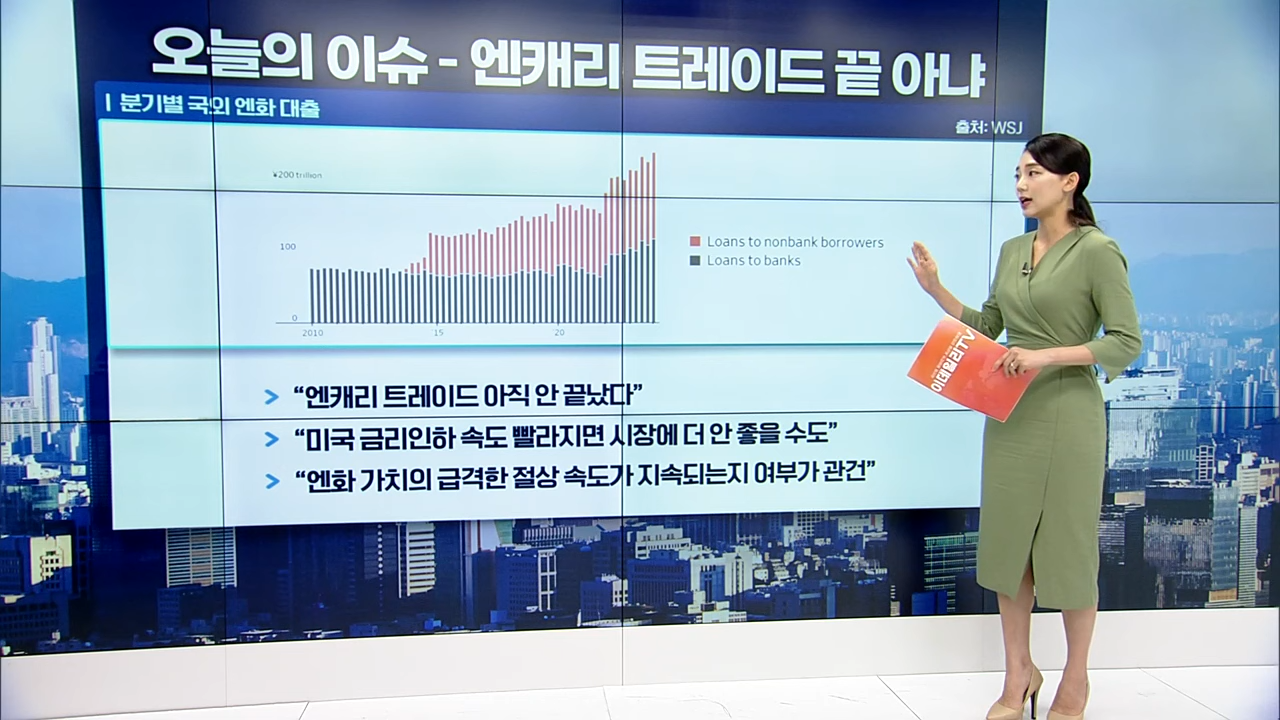 오늘의 이슈 - 엔캐리 트레이드 끝 아냐
분기별 국외 엔화 대출
출처: WSJ
¥200 trillion
100
0
2010
15
20
Loans to nonbank borrowers
Loans to banks
“엔캐리 트레이드 아직 안 끝났다”
“미국 금리인하 속도 빨라지면 시장에 더 안 좋을 수도”
“엔화 가치의 급격한 절상 속도가 지속되는지 여부가 관건”
이데일리TV